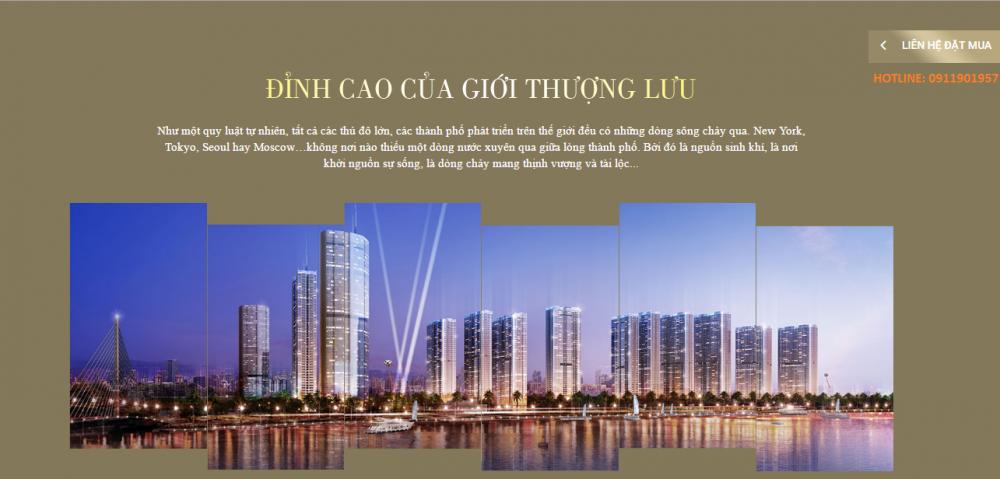 LIÊN HỆ ĐẶT MUA
HOTLINE: 0911901957
ĐỈNH CAO CỦA GIỚI THƯỢNG LƯU
Như một quy luật tự nhiên, tất cả các thủ đô lớn, các thành phố phát triển trên thế giới đều có những dòng sông chảy qua. New York,
Tokyo, Seoul hay Moscow…không nơi nào thiếu một dòng nước xuyên qua giữa lòng thành phố. Bởi đó là nguồn sinh khí, là nơi
khởi nguồn sự sống, là dòng chảy mang thịnh vượng và tài lộc...